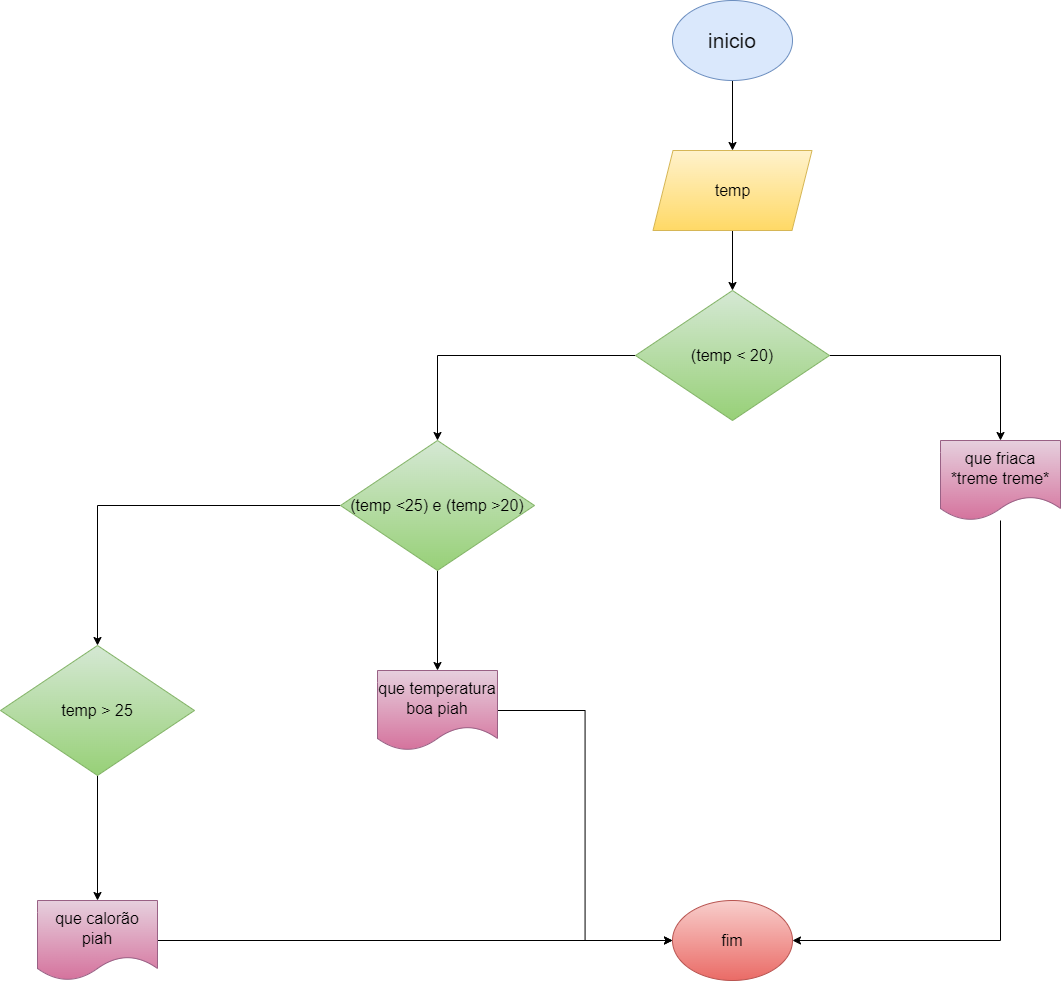 inicio
temp
(temp < 20)
que friaca
*treme treme*
(temp <25) e (temp >20)
que temperatura
boa piah
temp > 25
que calorão
piah
fim